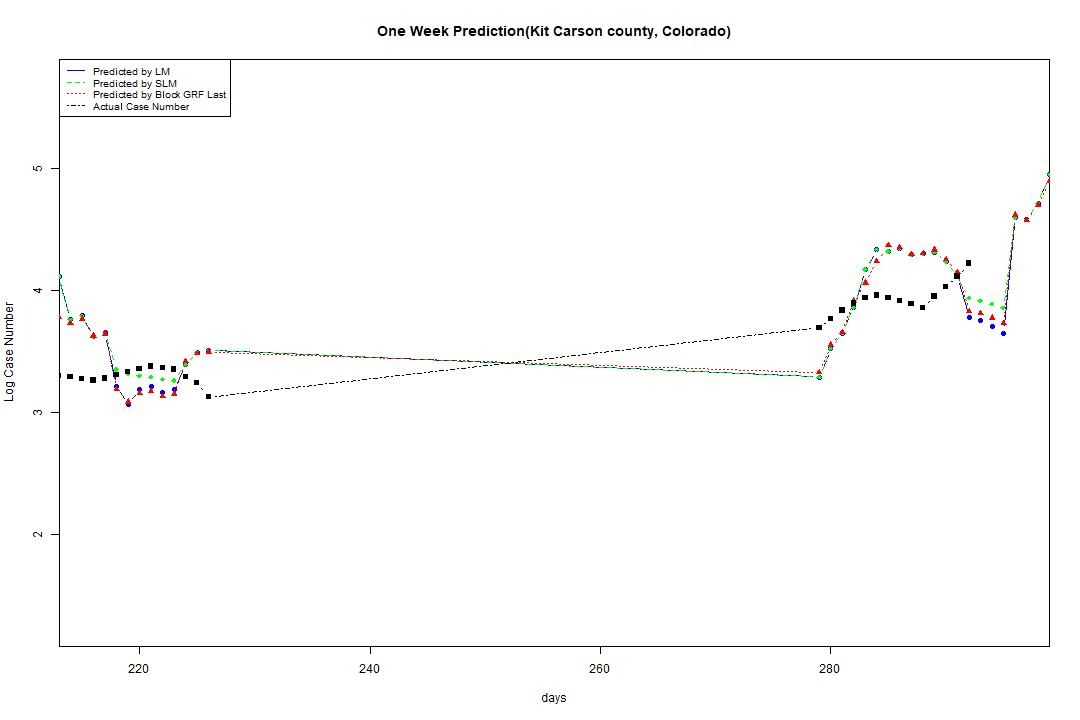 One Week Prediction(Kit Carson county, Colorado)
Predicted by LM
Predicted by SLM
Predicted by Block GRF Last
Actual Case Number
5
4
3
2
Log Case Number
220 240 260 280
days